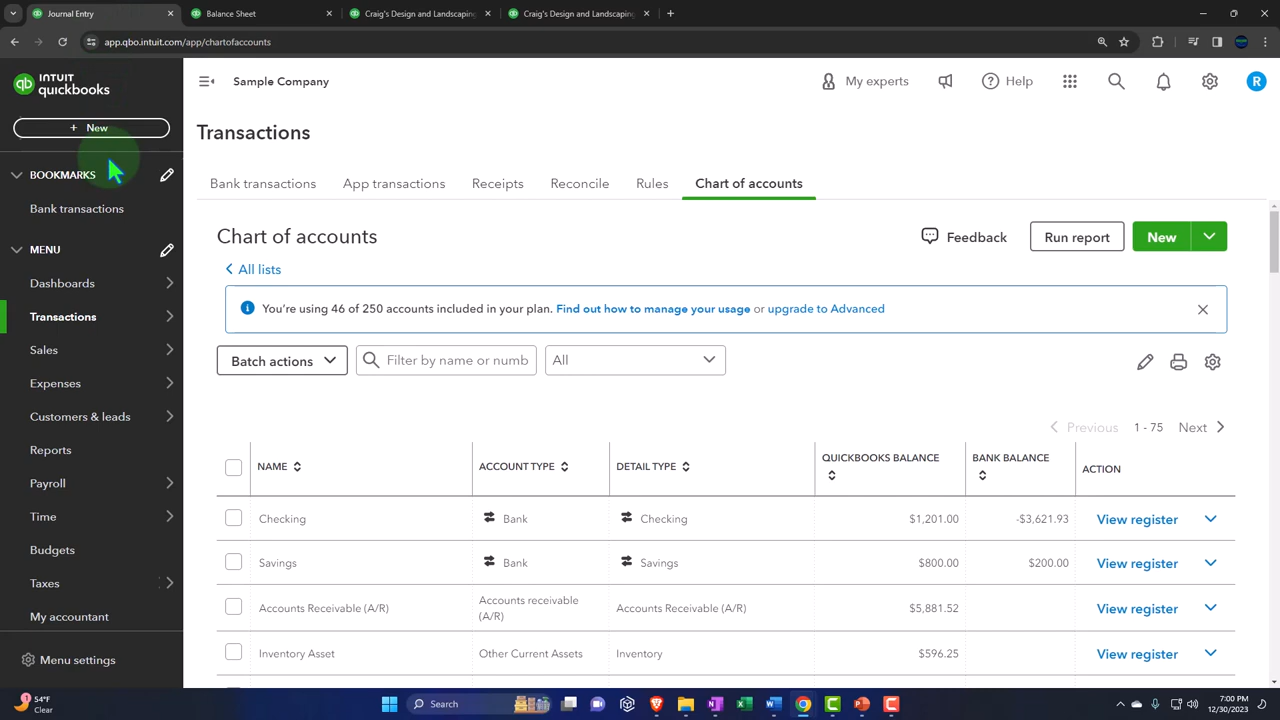 Journal Entry
Balance Sheet
Craig's Design and Landscaping
Craig's Design and Landscaping
app.qbo.intuit.com/app/chartofaccounts
INTUIT
quickbooks
qb
Sample Company
My experts
Help
R
+ New
Transactions
BOOKMARKS
Bank transactions
MENU
Dashboards
Transactions
Sales
Expenses
Customers & leads
Reports
Payroll
Time
Budgets
Taxes
My accountant
Menu settings
Bank transactions App transactions Receipts Reconcile Rules Chart of accounts
Chart of accounts
Feedback
Run report
New
All lists
You're using 46 of 250 accounts included in your plan. Find out how to manage your usage or upgrade to Advanced
Batch actions
Filter by name or numb
All
Previous 1 - 75 Next
NAME ACCOUNT TYPE DETAIL TYPE QUICKBOOKS BALANCE BANK BALANCE ACTION
Checking Bank Checking $1,201.00 -$3,621.93 View register
Savings Bank Savings $800.00 $200.00 View register
Accounts Receivable (A/R) Accounts receivable (A/R) Accounts Receivable (A/R) $5,881.52 View register
Inventory Asset Other Current Assets Inventory $596.25 View register
54°F
Clear
Search
7:00 PM
12/30/2023